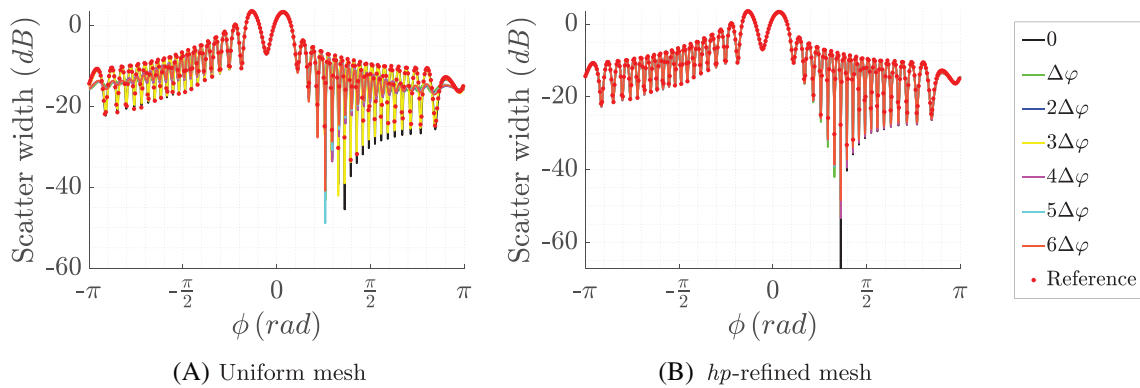 Scatter width (dB)
0
-20
-40
-60
-π
-π/2
0
π/2
π
ϕ (rad)
(A) Uniform mesh
Scatter width (dB)
0
-20
-40
-60
-π
-π/2
0
π/2
π
ϕ (rad)
(B) hp-refined mesh
0
Δφ
2Δφ
3Δφ
4Δφ
5Δφ
6Δφ
Reference